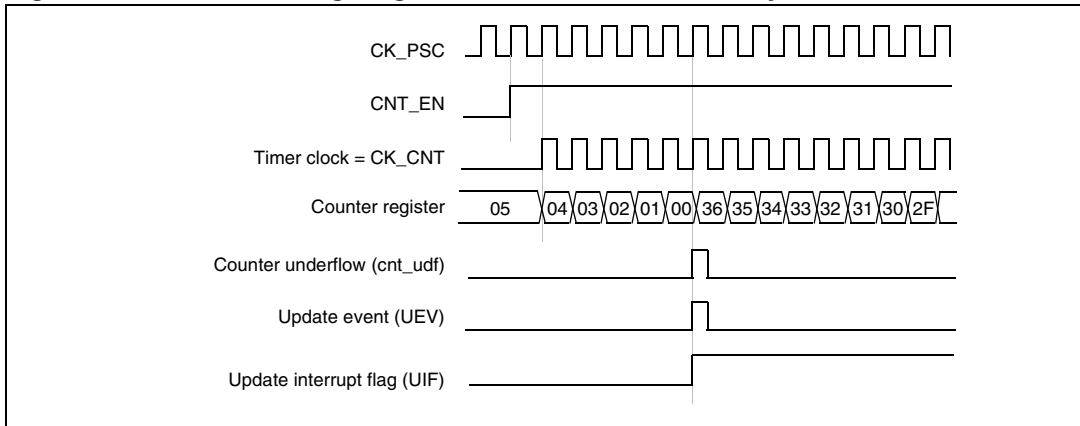 CK_PSC
CNT_EN
Timer clock = CK_CNT
Counter register 05 04 03 02 01 00 36 35 34 33 32 31 30 2F
Counter underflow (cnt_udf)
Update event (UEV)
Update interrupt flag (UIF)